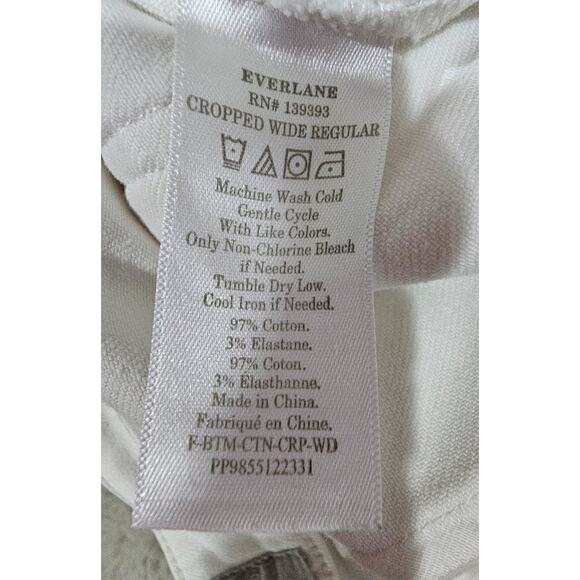 EVERLANE
RN# 139393
CROPPED WIDE REGULAR
Machine Wash Cold
Gentle Cycle
With Like Colors.
Only Non-Chlorine Bleach
if Needed.
Tumble Dry Low.
Cool Iron if Needed.
97% Cotton.
3% Elastane.
97% Coton.
3% Elasthanne.
Made in China.
Fabriqué en Chine.
F-BTM-CTN-CRP-WD
PP9855122331